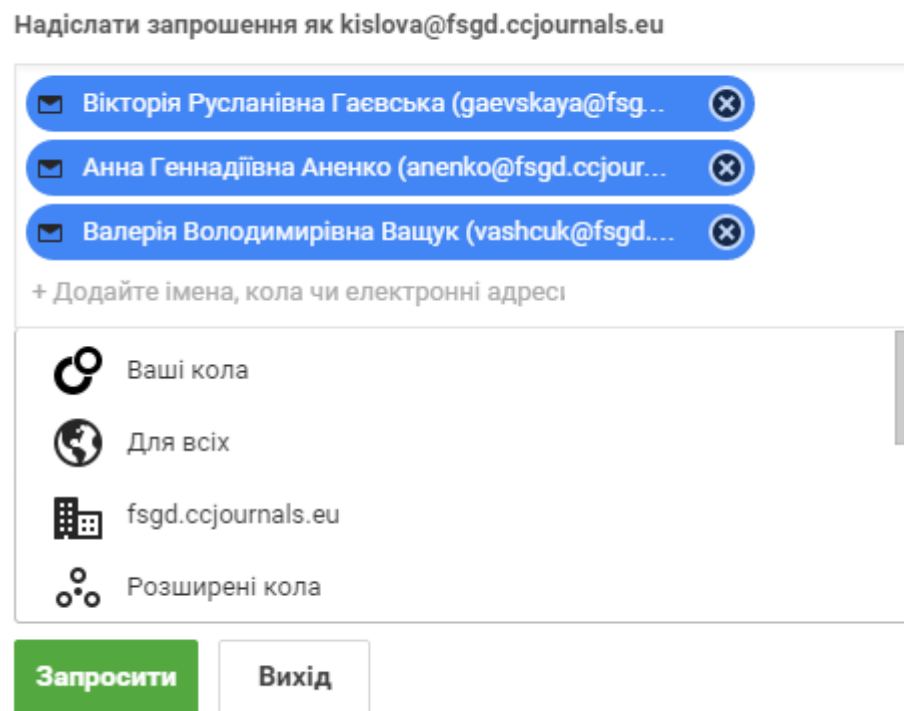 Надіслати запрошення як kislova@fsgd.ccjournals.eu
Вікторія Русланівна Гаєвська (gaevskaya@fsg...
Анна Геннадіївна Аненко (anenko@fsgd.ccjour...
Валерія Володимирівна Ващук (vashcuk@fsgd....
+ Додайте імена, кола чи електронні адреси
Ваші кола
Для всіх
fsgd.ccjournals.eu
Розширені кола
Запросити Вихід